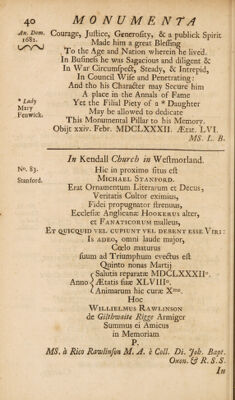 40 MONUMENTA
An. Dom. 1682. Courage, Juſtice, Generoſity, & a publick Spirit
Made him a great Bleſſing
To the Age and Nation wherein he lived.
In Buſineſs he was Sagacious and diligent &
In War Circumſpect, Steady, & Intrepid,
In Council Wiſe and Penetrating:
And tho his Character may Secure him
A place in the Annals of Fame
* Lady Mary Fenwick. Yet the Filial Piety of a * Daughter
May be allowed to dedicate
This Monumental Pillar to his Memory.
Obijt xxiv. Febr. MDCLXXXII. Ætat. LVI.
MS. L. B.
In Kendall Church in Weſtmorland.
No. 83. Hic in proximo ſitus eſt
Stanford. MICHAEL STANFORD.
Erat Ornamentum Literarum et Decus,
Veritatis Cultor eximius,
Fidei propugnator ſtrenuus,
Eccleſiæ Anglicanæ HOOKERUS alter,
et FANATICORUM malleus,
ET QUICQUID VEL CUPIUNT VEL DESENT ESSE VIRI:
IS ADEO, omni laude major,
Cœlo maturus
ſuum ad Triumphum evectus eſt
Quinto nonas Martij
Anno { Salutis reparatæ MDCLXXXIIo.
Ætatis ſuæ XLVIIIo.
Animarum hic curæ Xmo.
Hoc
WILLIELMUS RAWLINSON
de Gilthwaite Rigge Armiger
Summus ei Amicus
in Memoriam
P.
MS. à Rico Rawlinſon M. A. è Coll. Di. Joh. Bapt.
Oxon. & R. S. S.
In